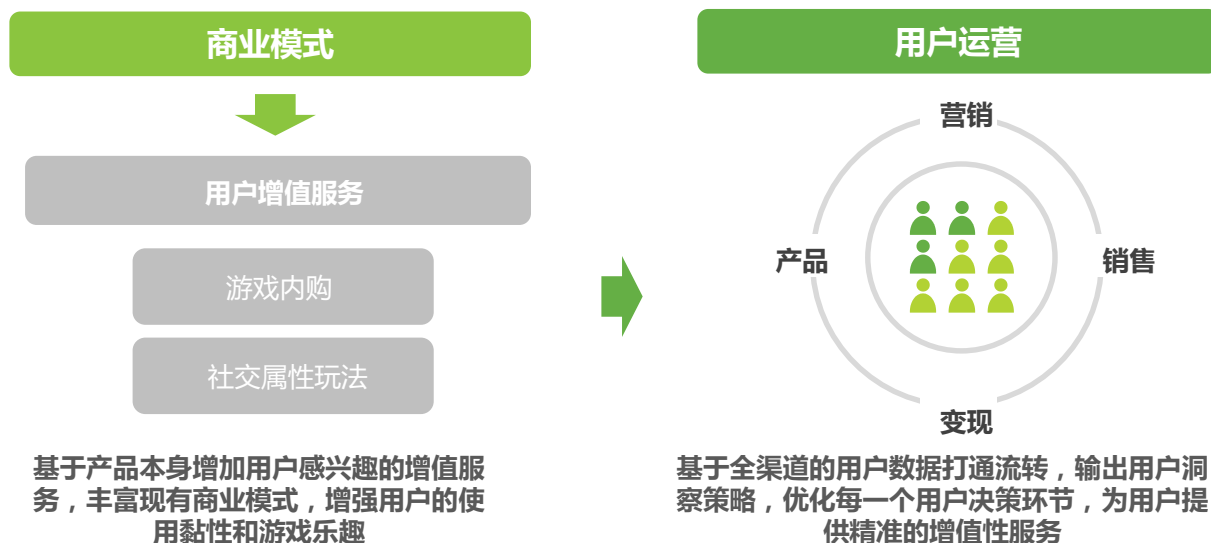 商业模式
用户增值服务
游戏内购
社交属性玩法
基于产品本身增加用户感兴趣的增值服
务，丰富现有商业模式，增强用户的使
用黏性和游戏乐趣
用户运营
营销
产品
销售
变现
基于全渠道的用户数据打通流转，输出用户洞
察策略，优化每一个用户决策环节，为用户提
供精准的增值性服务